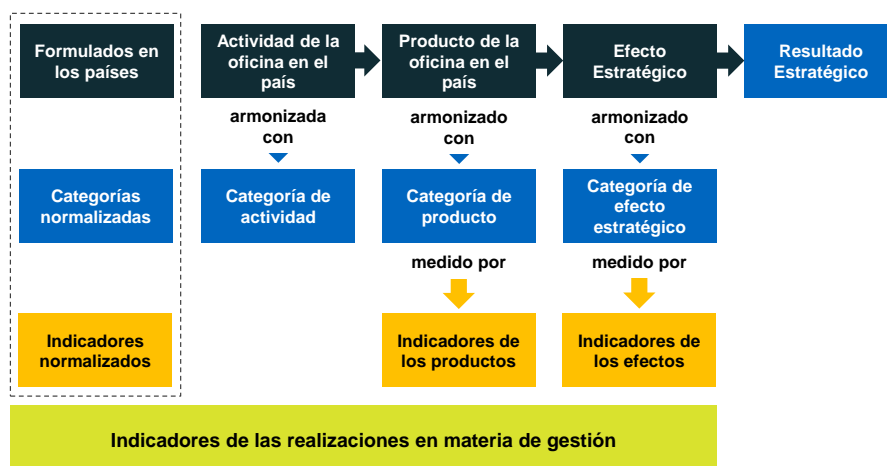 Formulados en
los países
Actividad de la
oficina en el
país
Producto de la
oficina en el
país
Efecto
Estratégico
Resultado
Estratégico
armonizada
con
armonizado
con
armonizado
con
Categorías
normalizadas
Categoría de
actividad
Categoría de
producto
Categoría de
efecto
estratégico
medido por
medido por
Indicadores
normalizados
Indicadores de
los productos
Indicadores de
los efectos
Indicadores de las realizaciones en materia de gestión